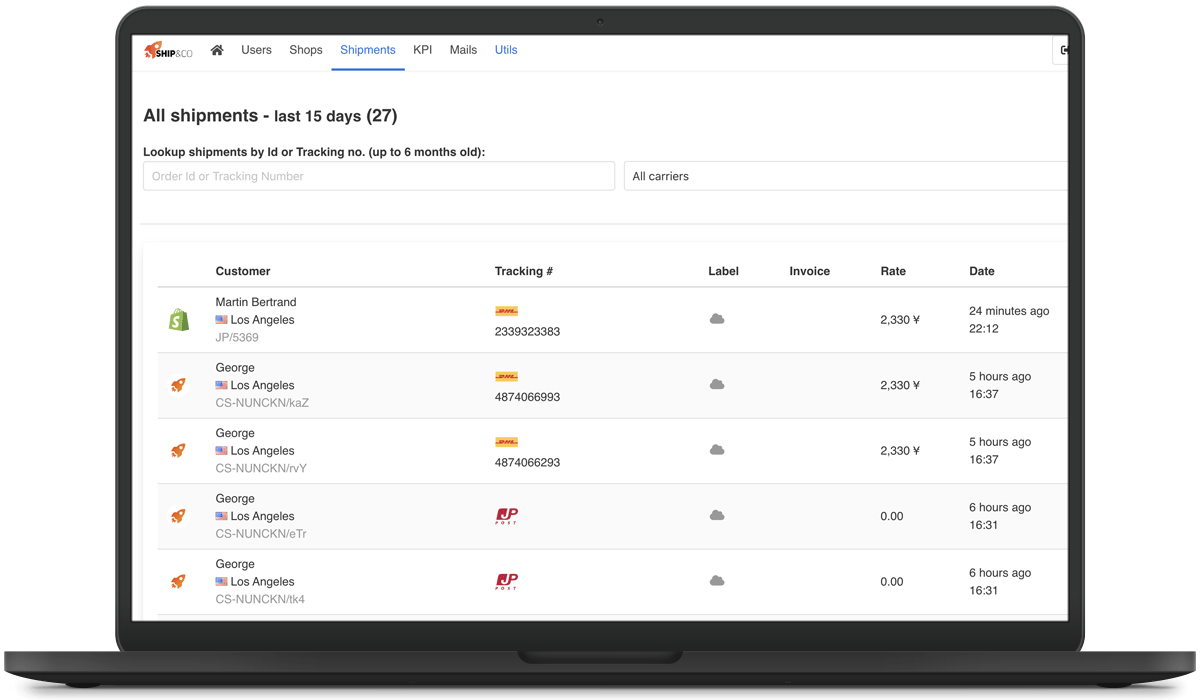 SHIP&CO Users Shops Shipments KPI Mails Utils
All shipments - last 15 days (27)
Lookup shipments by Id or Tracking no. (up to 6 months old):
Order Id or Tracking Number All carriers
Customer Tracking # Label Invoice Rate Date
Martin Bertrand
Los Angeles
JP/5369
DHL
2339323383
2,330 ¥
24 minutes ago
22:12
George
Los Angeles
CS-NUNCKN/kaZ
DHL
4874066993
2,330 ¥
5 hours ago
16:37
George
Los Angeles
CS-NUNCKN/rvY
DHL
4874066293
2,330 ¥
5 hours ago
16:37
George
Los Angeles
CS-NUNCKN/eTr
JP
POST
0.00
6 hours ago
16:31
George
Los Angeles
CS-NUNCKN/tk4
JP
POST
0.00
6 hours ago
16:31